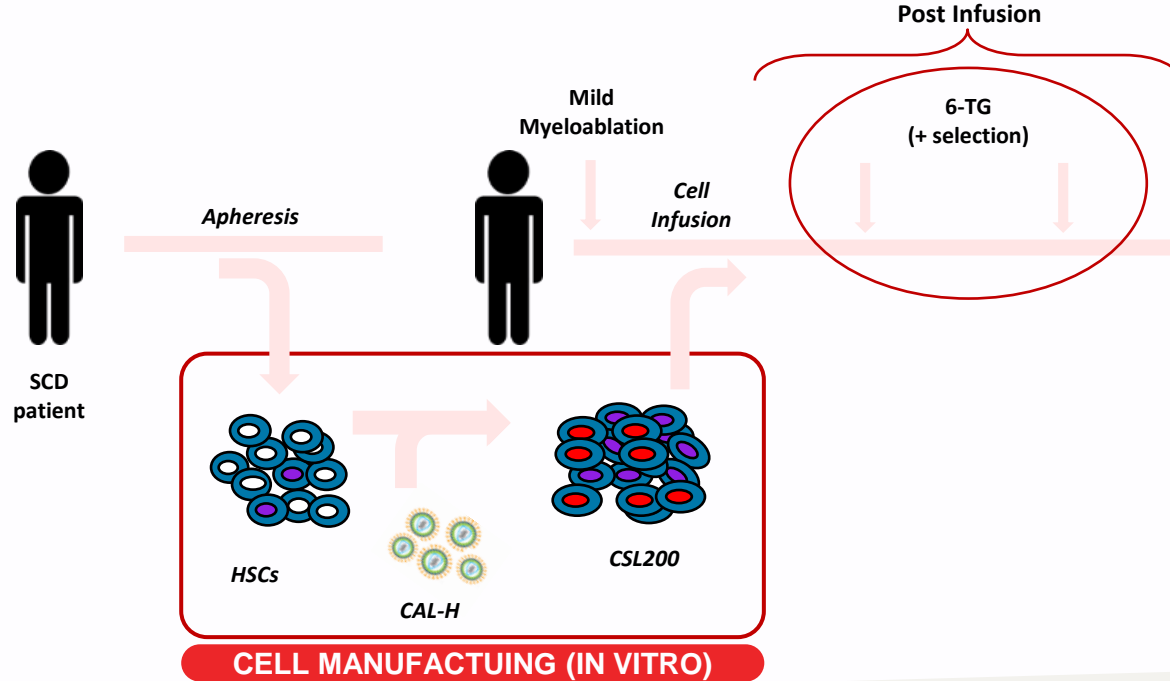 Post Infusion
Mild
Myeloablation
6-TG
(+ selection)
Apheresis
Cell
Infusion
SCD
patient
HSCs
CAL-H
CSL200
CELL MANUFACTUING (IN VITRO)